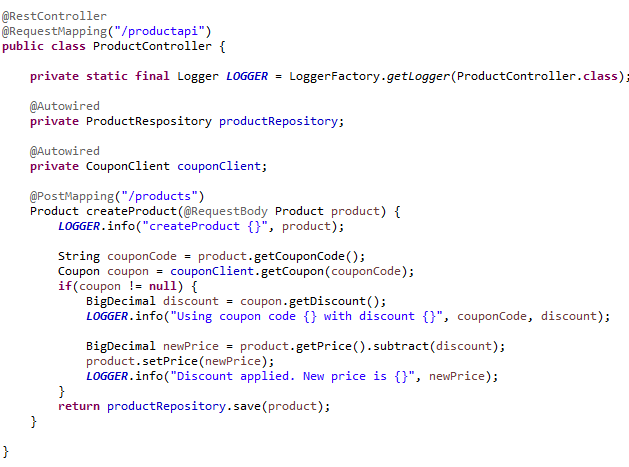 @RestController
@RequestMapping("/productapi")
public class ProductController {
private static final Logger LOGGER = LoggerFactory.getLogger(ProductController.class);
@Autowired
private ProductRespository productRepository;
@Autowired
private CouponClient couponClient;
@PostMapping("/products")
Product createProduct(@RequestBody Product product) {
LOGGER.info("createProduct {}", product);
String couponCode = product.getCouponCode();
Coupon coupon = couponClient.getCoupon(couponCode);
if(coupon != null) {
BigDecimal discount = coupon.getDiscount();
LOGGER.info("Using coupon code {} with discount {}", couponCode, discount);
BigDecimal newPrice = product.getPrice().subtract(discount);
product.setPrice(newPrice);
LOGGER.info("Discount applied. New price is {}", newPrice);
}
return productRepository.save(product);
}
}